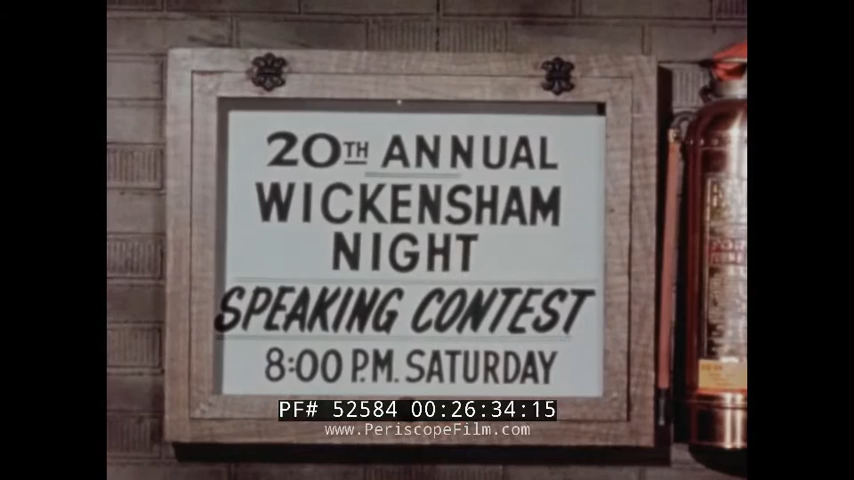 20TH ANNUAL
WICKENSHAM
NIGHT
SPEAKING CONTEST
8:00 P.M. SATURDAY
PF# 52584 00:26:34:15
www.PeriscopeFilm.com